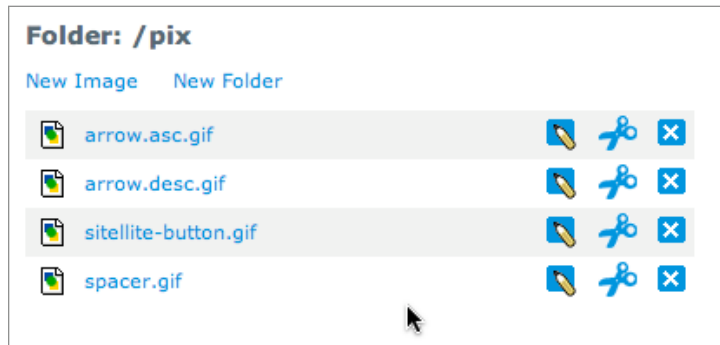 Folder: /pix
New Image New Folder
arrow.asc.gif
arrow.desc.gif
sitellite-button.gif
spacer.gif